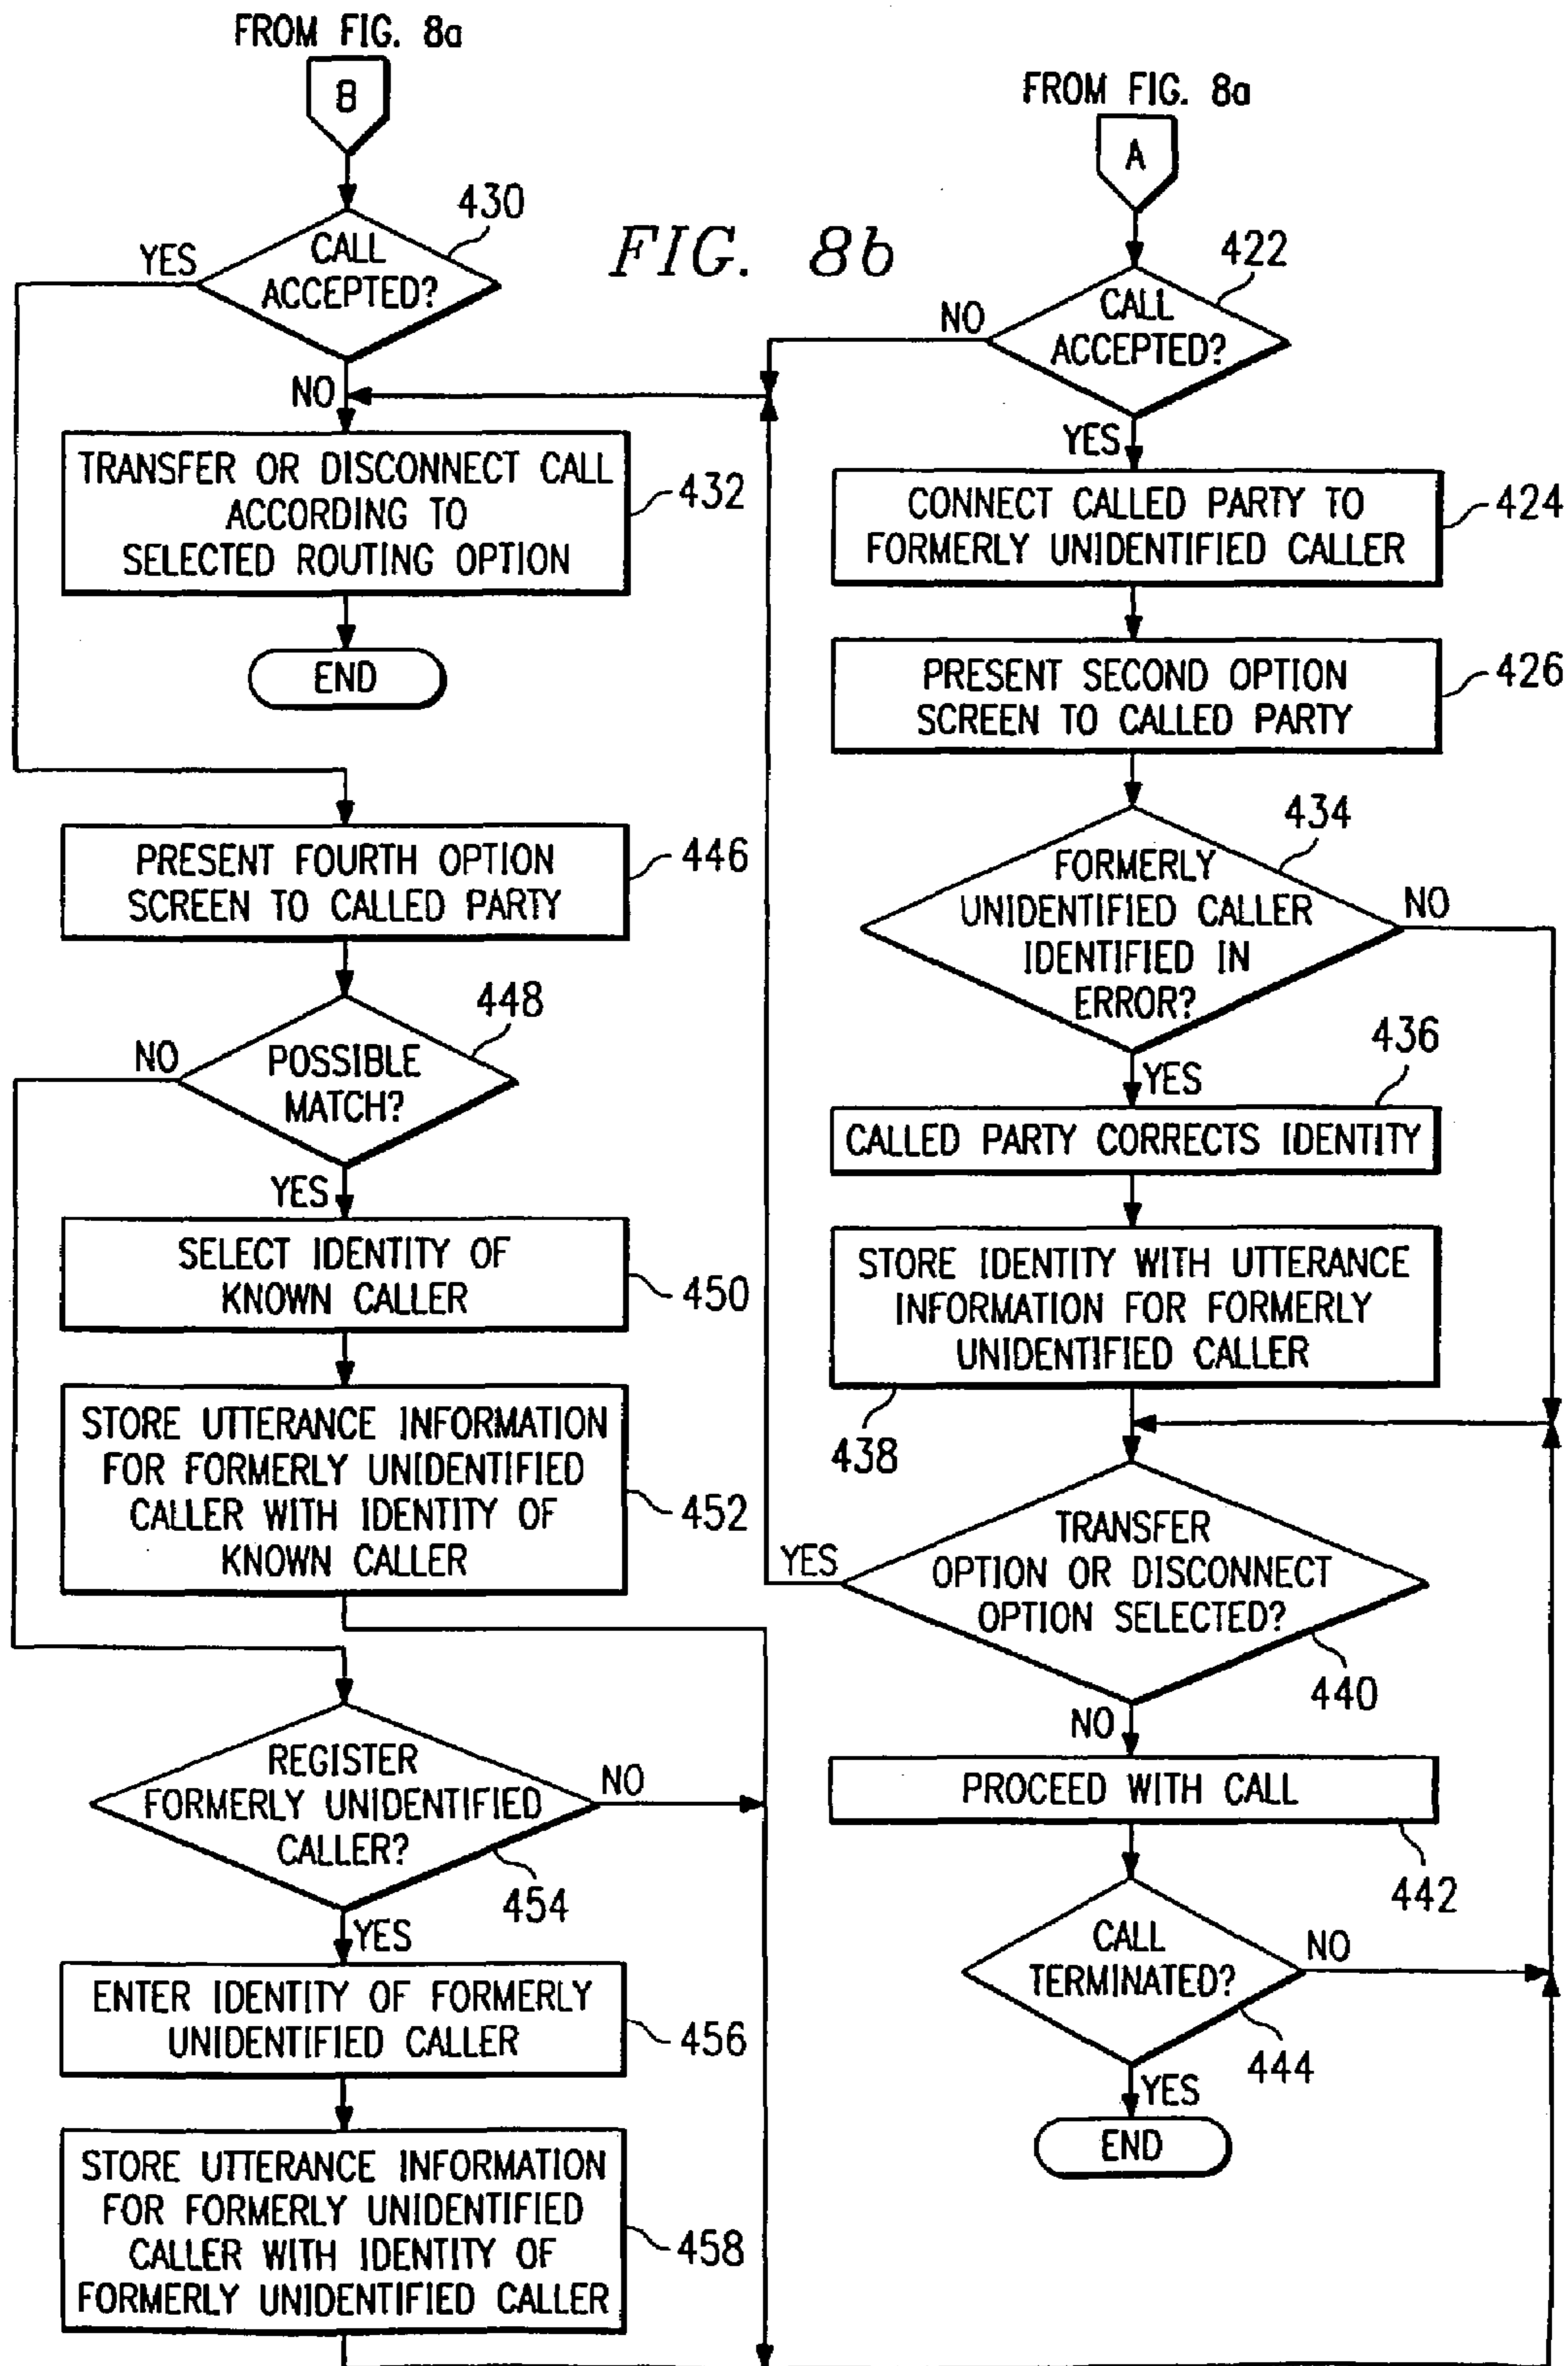 FROM FIG. 8a
B
430
YES
CALL
ACCEPTED?
NO
TRANSFER OR DISCONNECT CALL
ACCORDING TO
SELECTED ROUTING OPTION
432
END
PRESENT FOURTH OPTION
SCREEN TO CALLED PARTY
446
448
NO
POSSIBLE
MATCH?
YES
SELECT IDENTITY OF
KNOWN CALLER
450
STORE UTTERANCE INFORMATION
FOR FORMERLY UNIDENTIFIED
CALLER WITH IDENTITY OF
KNOWN CALLER
452
REGISTER
FORMERLY UNIDENTIFIED
CALLER?
NO
454
YES
ENTER IDENTITY OF FORMERLY
UNIDENTIFIED CALLER
456
STORE UTTERANCE INFORMATION
FOR FORMERLY UNIDENTIFIED
CALLER WITH IDENTITY OF
FORMERLY UNIDENTIFIED CALLER
458
FIG. 8b
FROM FIG. 8a
A
422
NO
CALL
ACCEPTED?
YES
CONNECT CALLED PARTY TO
FORMERLY UNIDENTIFIED CALLER
424
PRESENT SECOND OPTION
SCREEN TO CALLED PARTY
426
434
FORMERLY
UNIDENTIFIED CALLER
IDENTIFIED IN
ERROR?
NO
YES
436
CALLED PARTY CORRECTS IDENTITY
STORE IDENTITY WITH UTTERANCE
INFORMATION FOR FORMERLY
UNIDENTIFIED CALLER
438
YES
TRANSFER
OPTION OR DISCONNECT
OPTION SELECTED?
440
NO
PROCEED WITH CALL
442
CALL
TERMINATED?
NO
444
YES
END